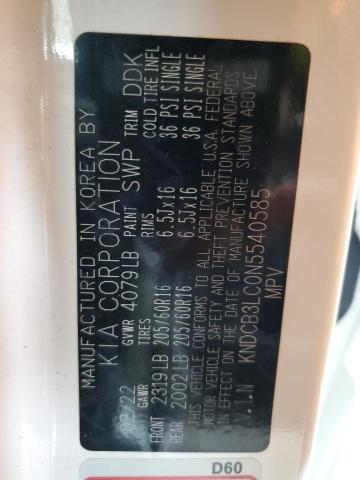 MANUFACTURED IN KOREA BY
KIA CORPORATION
GVWR 4079LB PAINT SWP TRIM DDK
GAWR TIRES RIMS COLD TIRE INFL
FRONT 2319LB 205/60R16 6.5Jx16 36 PSI SINGLE
REAR 2002LB 205/60R16 6.5Jx16 36 PSI SINGLE
THIS VEHICLE CONFORMS TO ALL APPLICABLE U.S.A. FEDERAL
MOTOR VEHICLE SAFETY AND THEFT PREVENTION STANDARDS
IN EFFECT ON THE DATE OF MANUFACTURE SHOWN ABOVE.
V.I.N KNDCB3LC0N5540585
MPV
D60